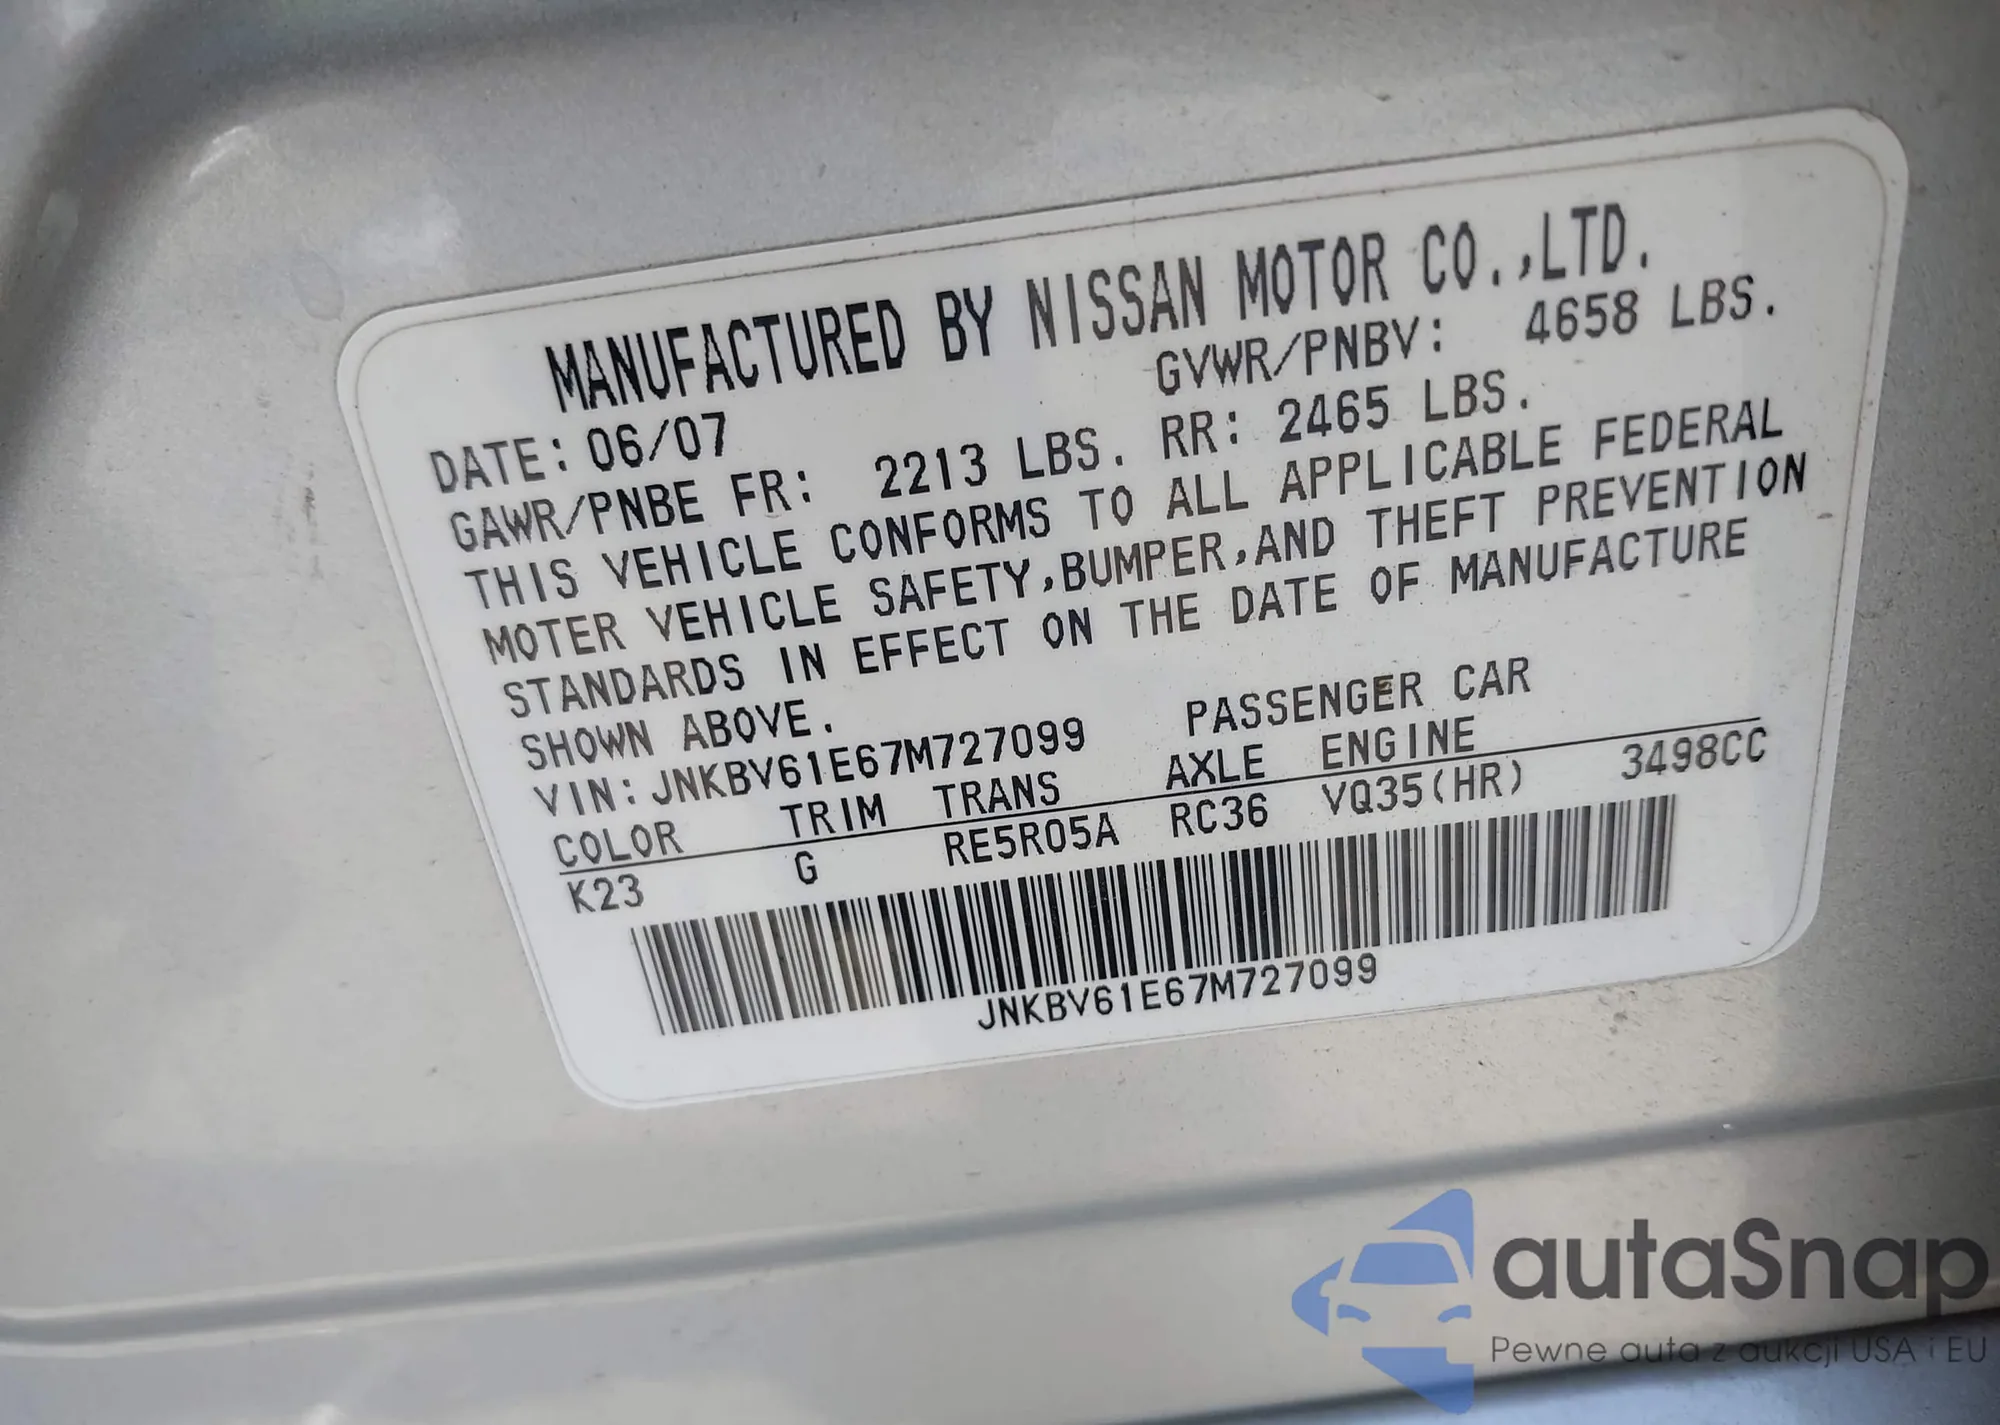 MANUFACTURED BY NISSAN MOTOR CO.,LTD.
DATE: 06/07 GVWR/PNBV: 4658 LBS.
GAWR/PNBE FR: 2213 LBS. RR: 2465 LBS.
THIS VEHICLE CONFORMS TO ALL APPLICABLE FEDERAL
MOTER VEHICLE SAFETY,BUMPER,AND THEFT PREVENTION
STANDARDS IN EFFECT ON THE DATE OF MANUFACTURE
SHOWN ABOVE.
VIN: JNKBV61E67M727099 PASSENGER CAR
COLOR TRIM TRANS AXLE ENGINE
K23 G RE5R05A RC36 VQ35(HR) 3498CC
JNKBV61E67M727099
autaSnap
Pewne auta z aukcji USA i EU